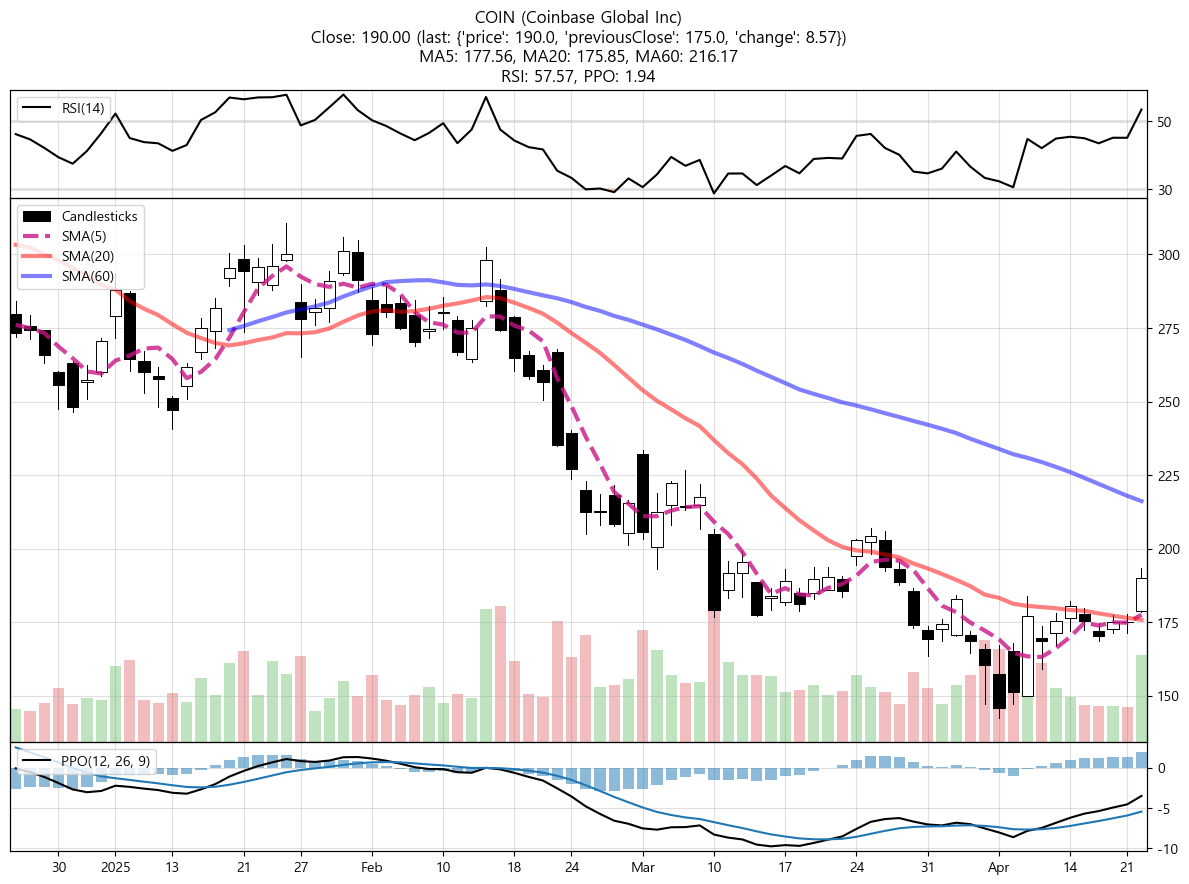 COIN (Coinbase Global Inc)
Close: 190.00 (last: {'price': 190.0, 'previousClose': 175.0, 'change': 8.57})
MA5: 177.56, MA20: 175.85, MA60: 216.17
RSI: 57.57, PPO: 1.94
RSI(14)
50
30
Candlesticks
SMA(5)
SMA(20)
SMA(60)
300
275
250
225
200
175
150
PPO(12, 26, 9)
0
-5
-10
30 2025 13 21 27 Feb 10 18 24 Mar 10 17 24 31 Apr 14 21